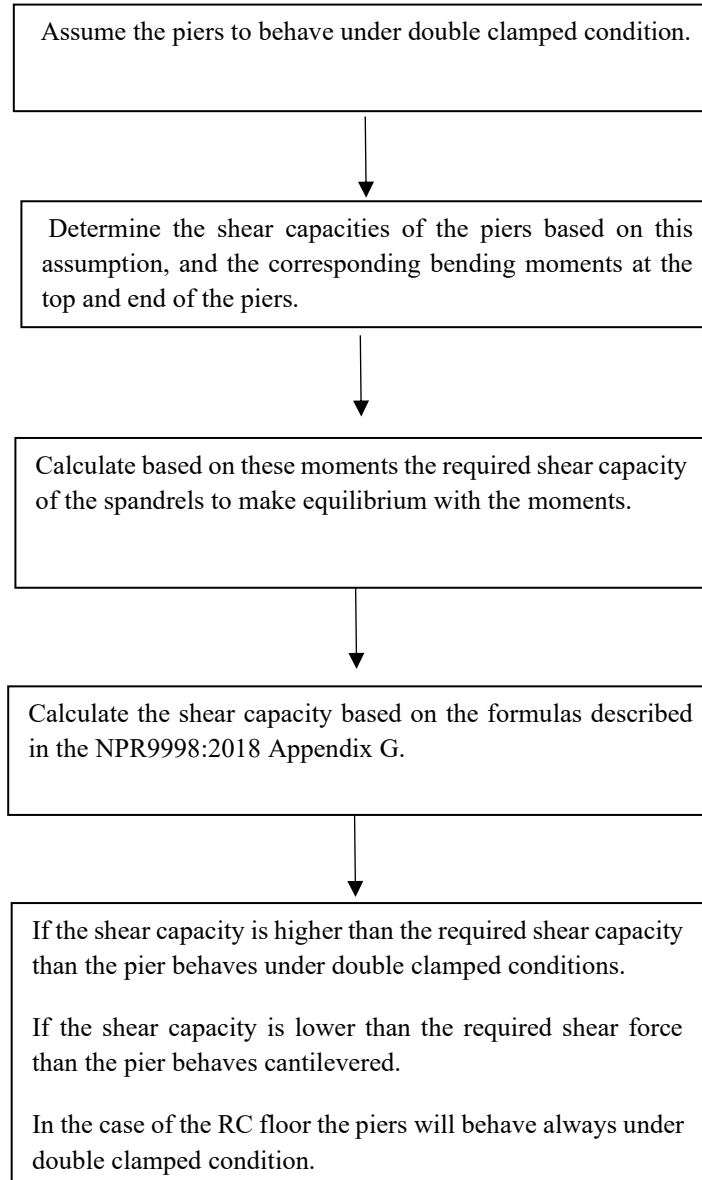 Assume the piers to behave under double clamped condition.
Determine the shear capacities of the piers based on this
assumption, and the corresponding bending moments at the
top and end of the piers.
Calculate based on these moments the required shear capacity
of the spandrels to make equilibrium with the moments.
Calculate the shear capacity based on the formulas described
in the NPR9998:2018 Appendix G.
If the shear capacity is higher than the required shear capacity
than the pier behaves under double clamped conditions.
If the shear capacity is lower than the required shear force
than the pier behaves cantilevered.
In the case of the RC floor the piers will behave always under
double clamped condition.